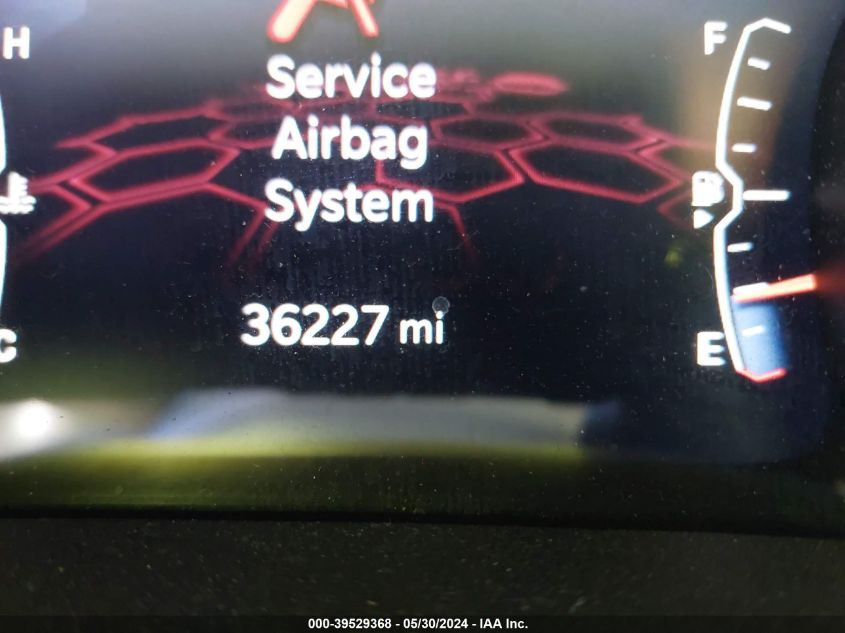 H
F
Service
Airbag
System
36227 mi
C
E
000-39529368 - 05/30/2024 - IAA Inc.